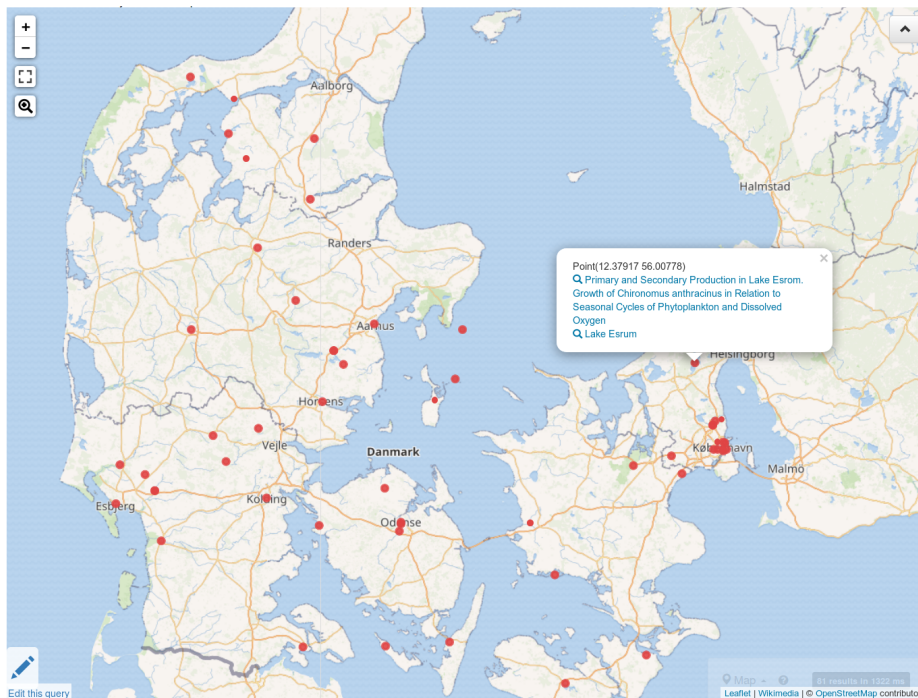 +
−
Aalborg
Halmstad
Randers
Point(12.37917 56.00778)
Primary and Secondary Production in Lake Esrom.
Growth of Chironomus anthracinus in Relation to
Seasonal Cycles of Phytoplankton and Dissolved
Oxygen
Lake Esrum
×
Aarhus
Helsingborg
Horsens
Vejle
Danmark
København
Malmö
Esbjerg
Kolding
Odense
Map
61 results in 1322 ms
Edit this query
Leaflet | Wikimedia | © OpenStreetMap contributo